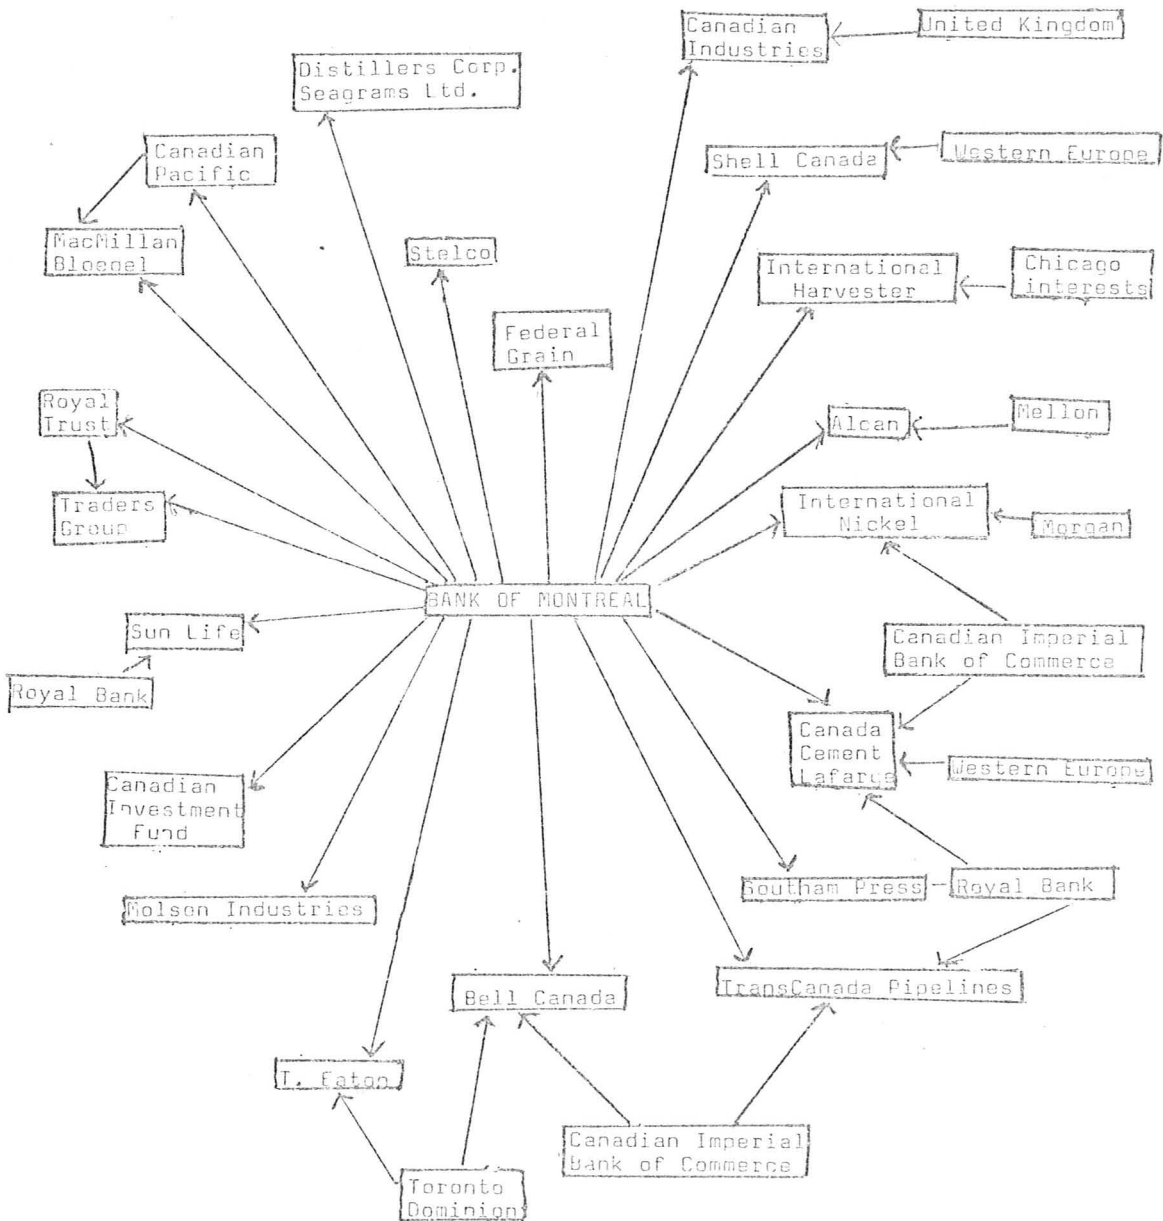 Canadian
Industries
United Kingdom
Distillers Corp.
Seagrams Ltd.
Canadian
Pacific
Shell Canada
Western Europe
MacMillan
Bloedel
Stelco
International
Harvester
Chicago
interests
Federal
Grain
Royal
Trust
Alcan
Mellon
Traders
Group
International
Nickel
Morgan
BANK OF MONTREAL
Sun Life
Royal Bank
Canadian Imperial
Bank of Commerce
Canada
Cement
Lafarge
Western Europe
Canadian
Investment
Fund
Molson Industries
Southam Press
Royal Bank
Bell Canada
TransCanada Pipelines
T. Eaton
Canadian Imperial
Bank of Commerce
Toronto
Dominion